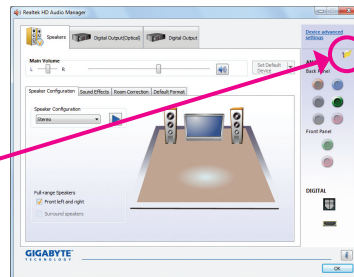 Realtek HD Audio Manager
Speakers
Digital Output(Optical)
Digital Output
Device advanced
settings
Main Volume
L
R
Set Default
Device
AN
Back Panel
Speaker Configuration
Sound Effects
Room Correction
Default Format
Speaker Configuration
Stereo
Front Panel
Full-range Speakers
Front left and right
Surround speakers
DIGITAL
GIGABYTE
TECHNOLOGY
i
OK